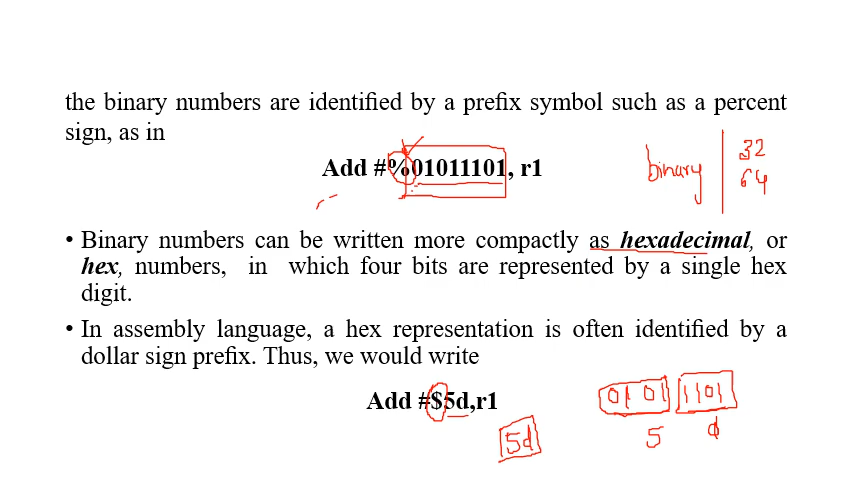 the binary numbers are identified by a prefix symbol such as a percent
sign, as in
Add #%01011101, r1
binary 32
64
• Binary numbers can be written more compactly as hexadecimal, or
hex, numbers, in which four bits are represented by a single hex
digit.
• In assembly language, a hex representation is often identified by a
dollar sign prefix. Thus, we would write
Add #$5d,r1
0101 1101
5 d
5d